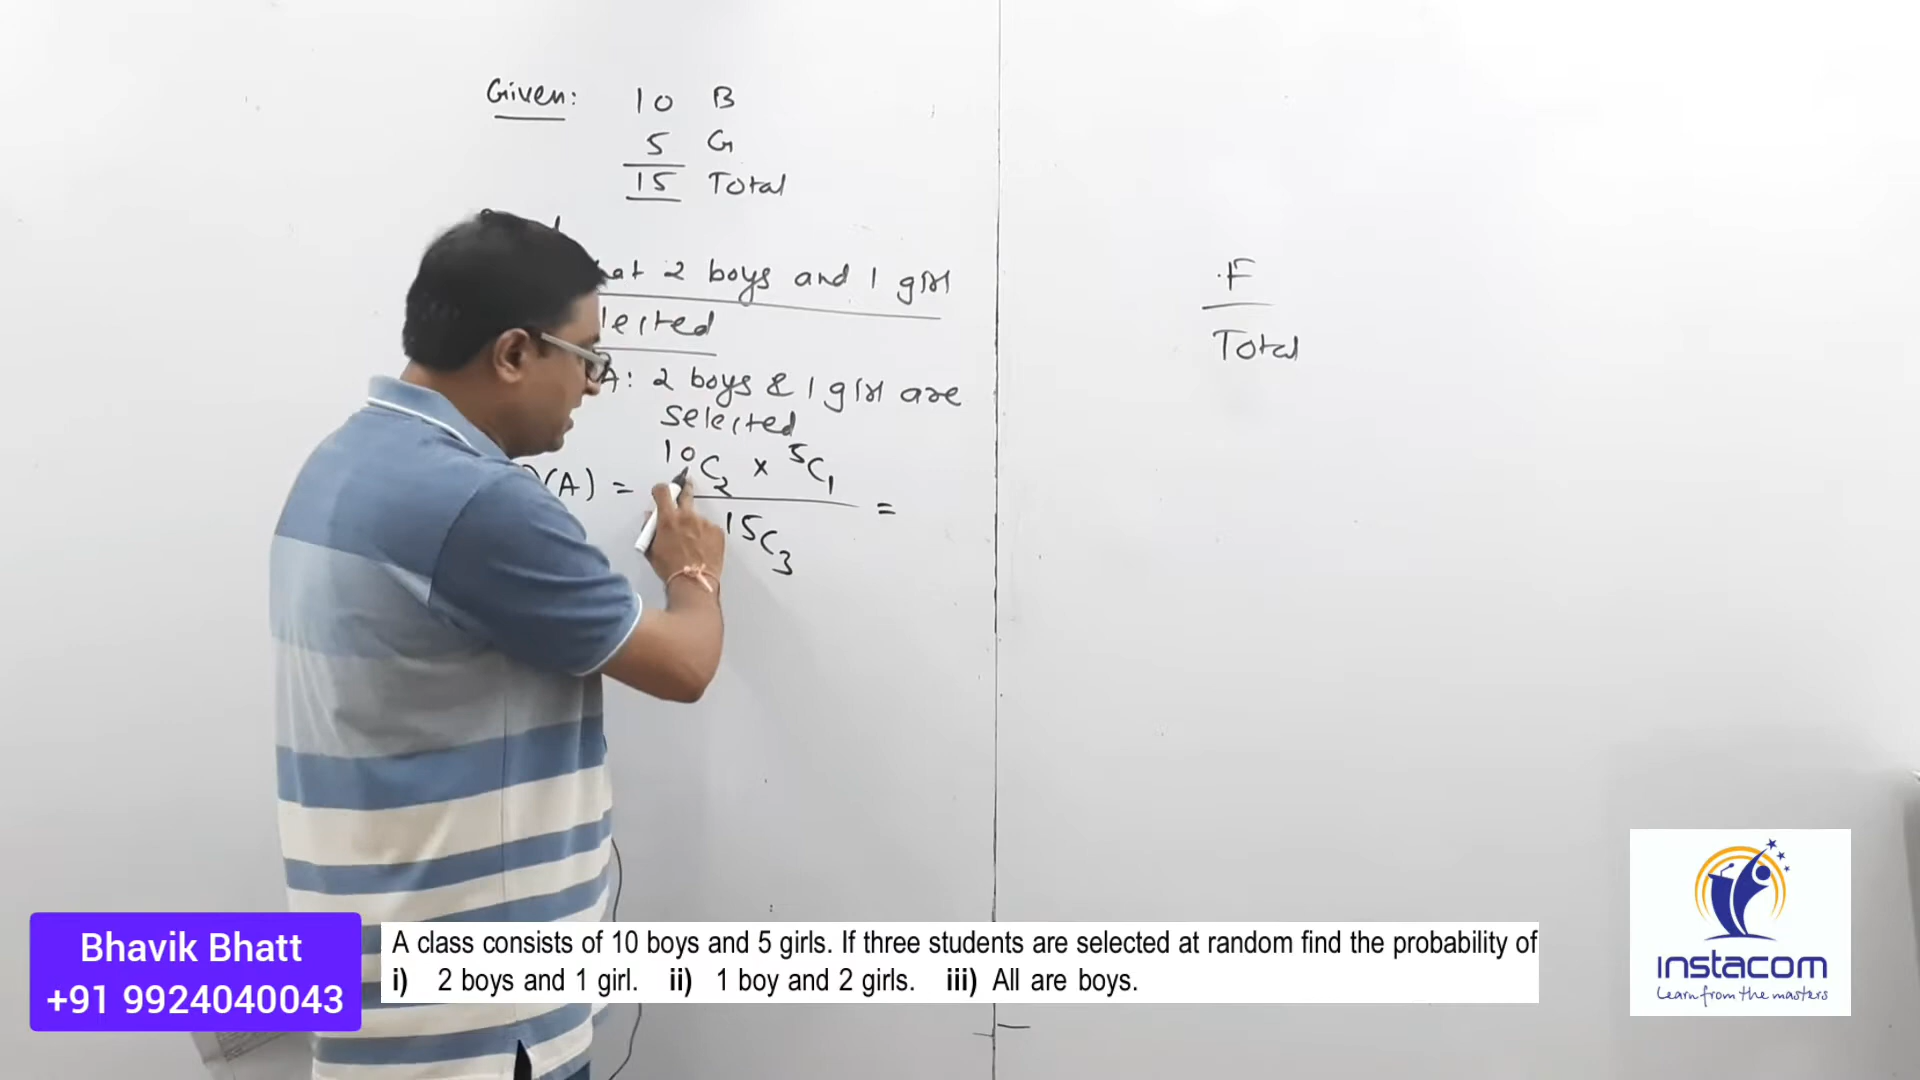 Given: 10 B
5 G
15 Total
2 boys and 1 girl
A: 2 boys & 1 girl are
selected
(A) = 10C2 x 5C1 =
15C3
F
Total
Bhavik Bhatt
+91 9924040043
A class consists of 10 boys and 5 girls. If three students are selected at random find the probability of
i) 2 boys and 1 girl. ii) 1 boy and 2 girls. iii) All are boys.
instacom
Learn from the masters